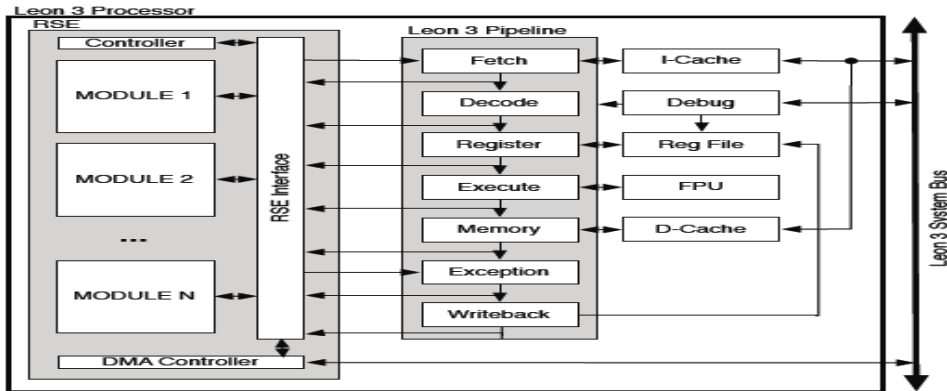 Leon 3 Processor
RSE
Controller
MODULE 1
MODULE 2
...
MODULE N
RSE Interface
DMA Controller
Leon 3 Pipeline
Fetch
Decode
Register
Execute
Memory
Exception
Writeback
I-Cache
Debug
Reg File
FPU
D-Cache
Leon 3 System Bus